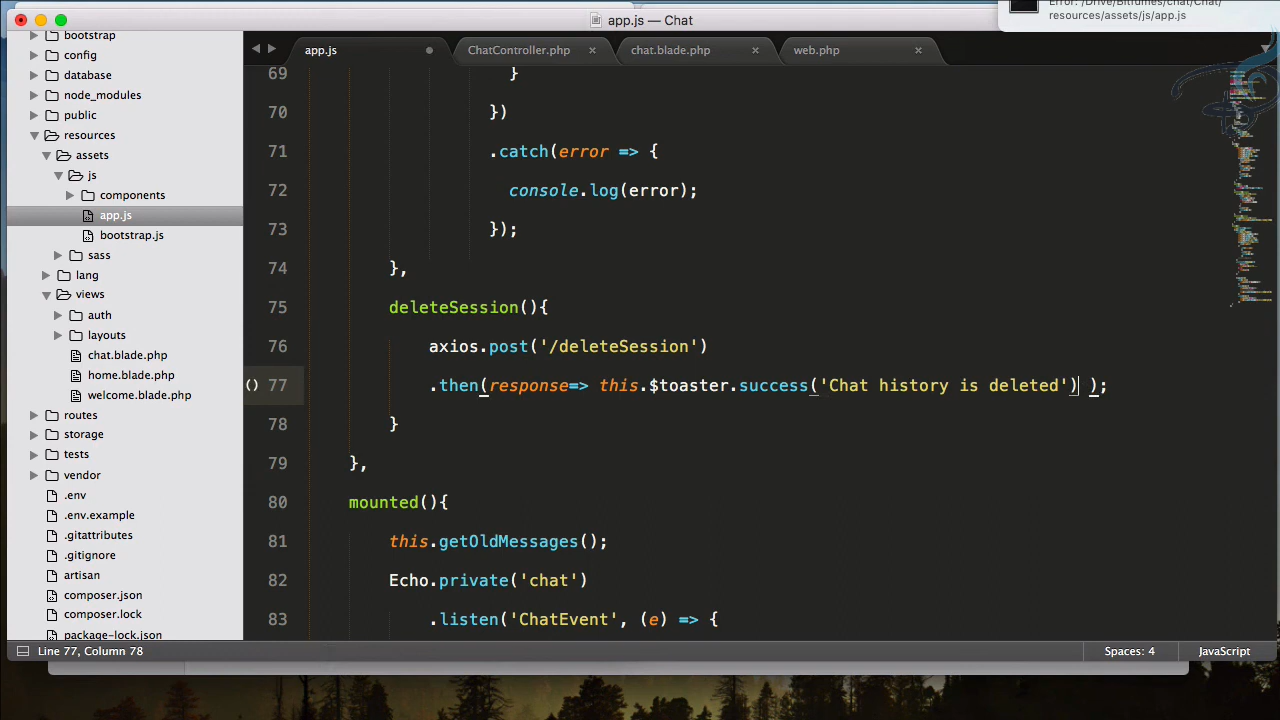 app.js — Chat
Error: /Drive/Bitfumes/chat/Chat/
resources/assets/js/app.js
bootstrap
config
database
node_modules
public
resources
assets
js
components
app.js
bootstrap.js
sass
lang
views
auth
layouts
chat.blade.php
home.blade.php
welcome.blade.php
routes
storage
tests
vendor
.env
.env.example
.gitattributes
.gitignore
artisan
composer.json
composer.lock
package-lock.json
app.js
ChatController.php ×
chat.blade.php ×
web.php ×
69 }
70 })
71 .catch(error => {
72 console.log(error);
73 });
74 },
75 deleteSession(){
76 axios.post('/deleteSession')
() 77 .then(response=> this.$toaster.success('Chat history is deleted') );
78 }
79 },
80 mounted(){
81 this.getOldMessages();
82 Echo.private('chat')
83 .listen('ChatEvent', (e) => {
Line 77, Column 78
Spaces: 4
JavaScript